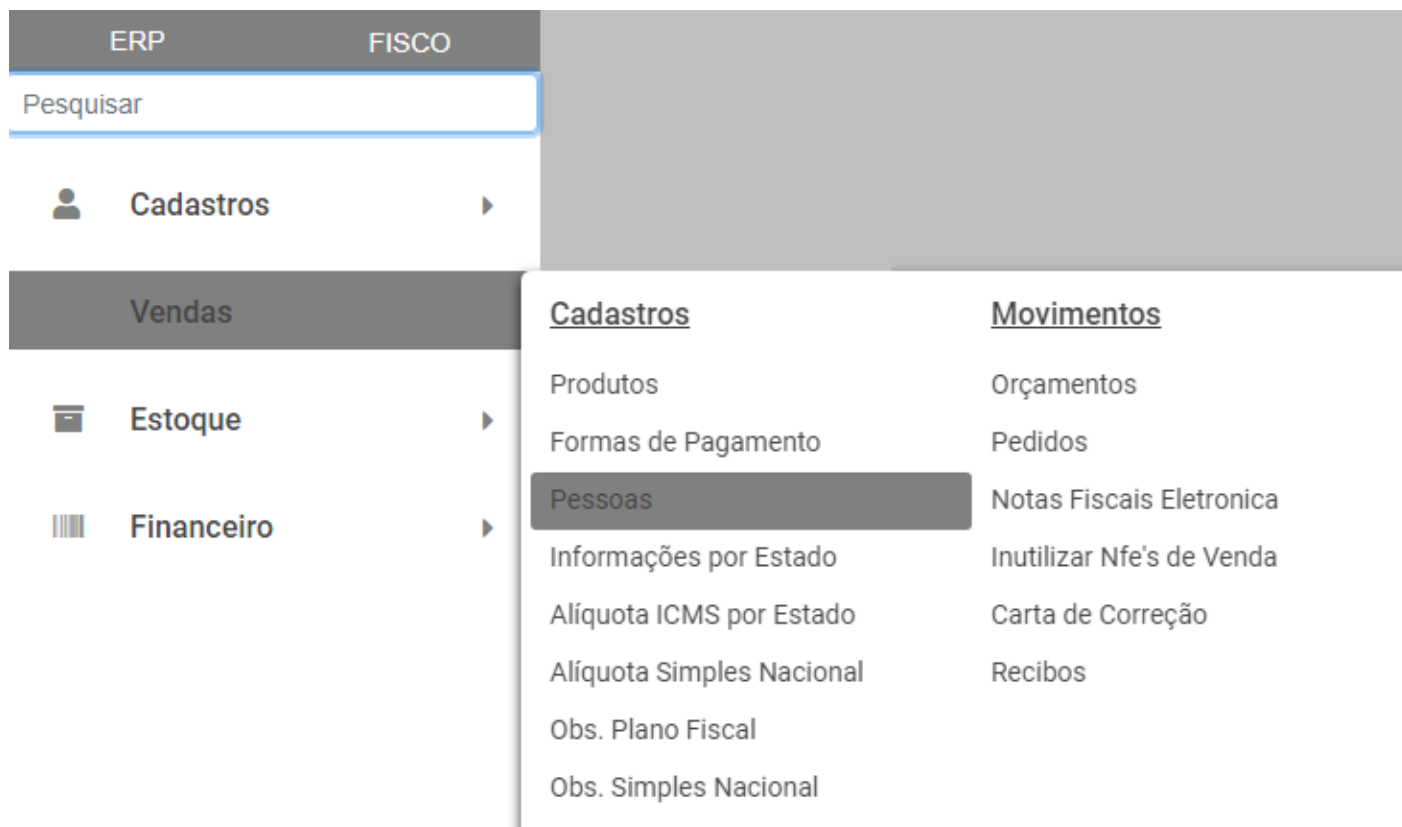 ERP FISCO
Pesquisar
Cadastros
Vendas
Estoque
Financeiro
Cadastros
Produtos
Formas de Pagamento
Pessoas
Informações por Estado
Alíquota ICMS por Estado
Alíquota Simples Nacional
Obs. Plano Fiscal
Obs. Simples Nacional
Movimentos
Orçamentos
Pedidos
Notas Fiscais Eletronica
Inutilizar Nfe's de Venda
Carta de Correção
Recibos